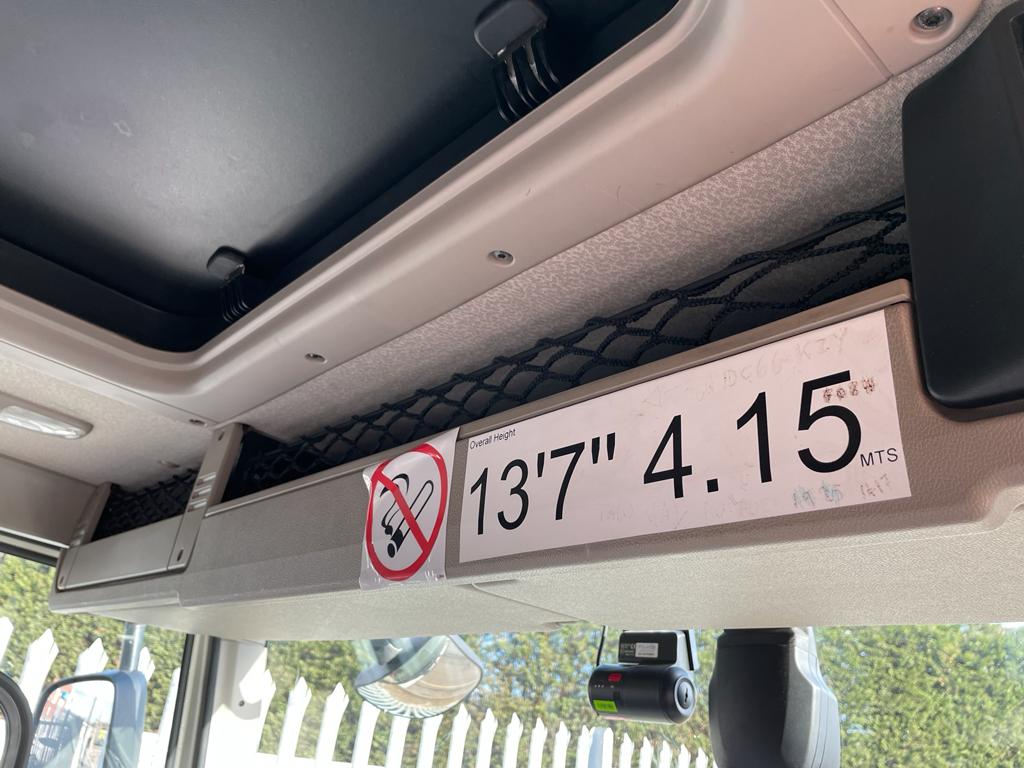 Overall Height
13'7" 4.15 MTS